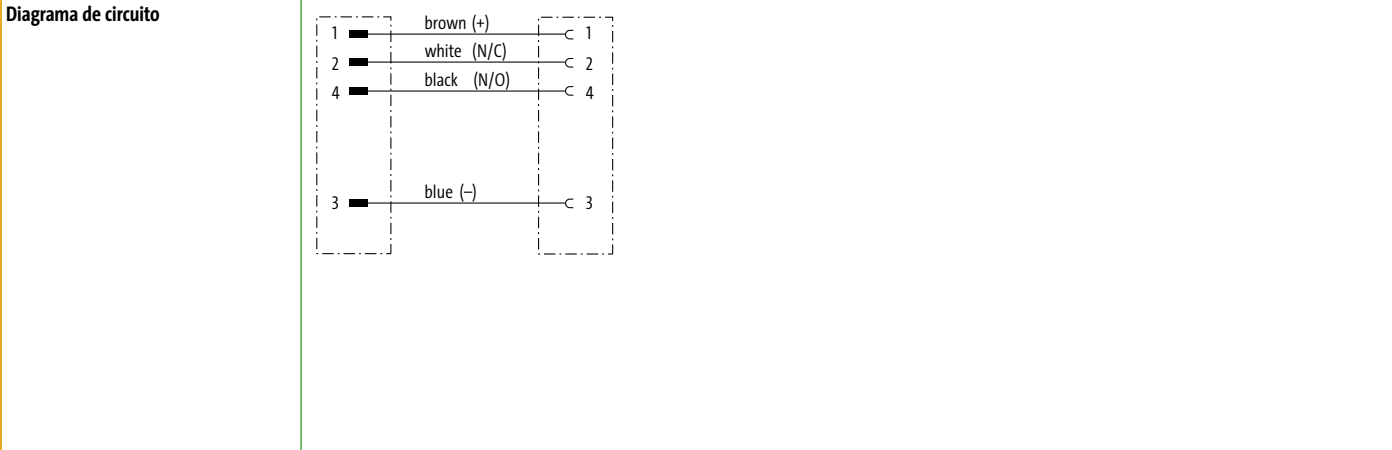 Diagrama de circuito
1 brown (+) 1
2 white (N/C) 2
4 black (N/O) 4
3 blue (–) 3